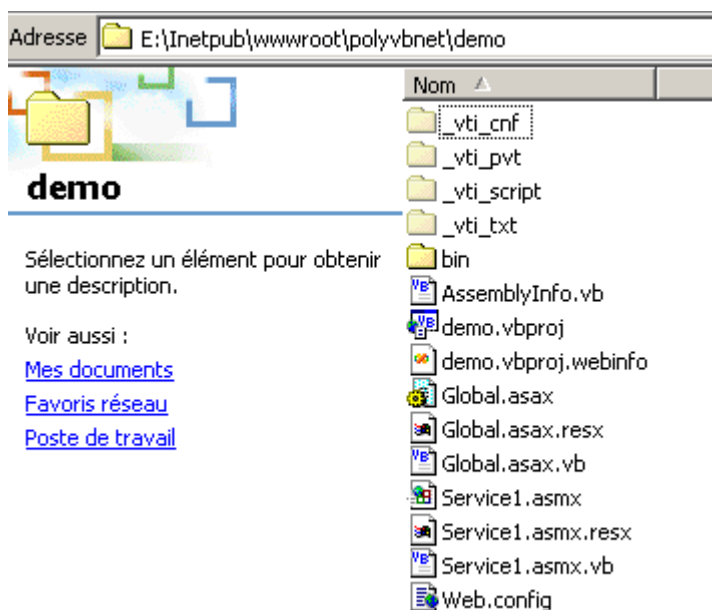 Adresse E:\Inetpub\wwwroot\polyvbnet\demo
demo
Sélectionnez un élément pour obtenir
une description.
Voir aussi :
Mes documents
Favoris réseau
Poste de travail
Nom
_vti_cnf
_vti_pvt
_vti_script
_vti_txt
bin
AssemblyInfo.vb
demo.vbproj
demo.vbproj.webinfo
Global.asax
Global.asax.resx
Global.asax.vb
Service1.asmx
Service1.asmx.resx
Service1.asmx.vb
Web.config